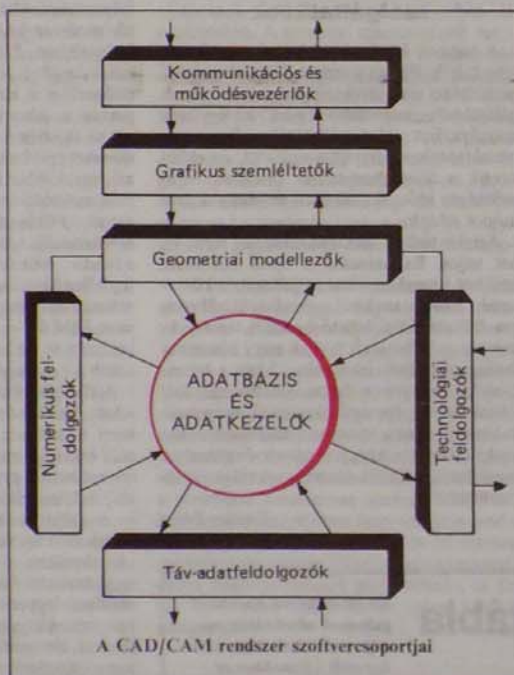 Kommunikációs és
működésvezérlők
Grafikus szemléltetők
Geometriai modellezők
Numerikus fel-
dolgozók
ADATBÁZIS
ÉS
ADATKEZELŐK
Technológiai
feldolgozók
Táv-adatfeldolgozók
A CAD/CAM rendszer szoftvercsoportjai